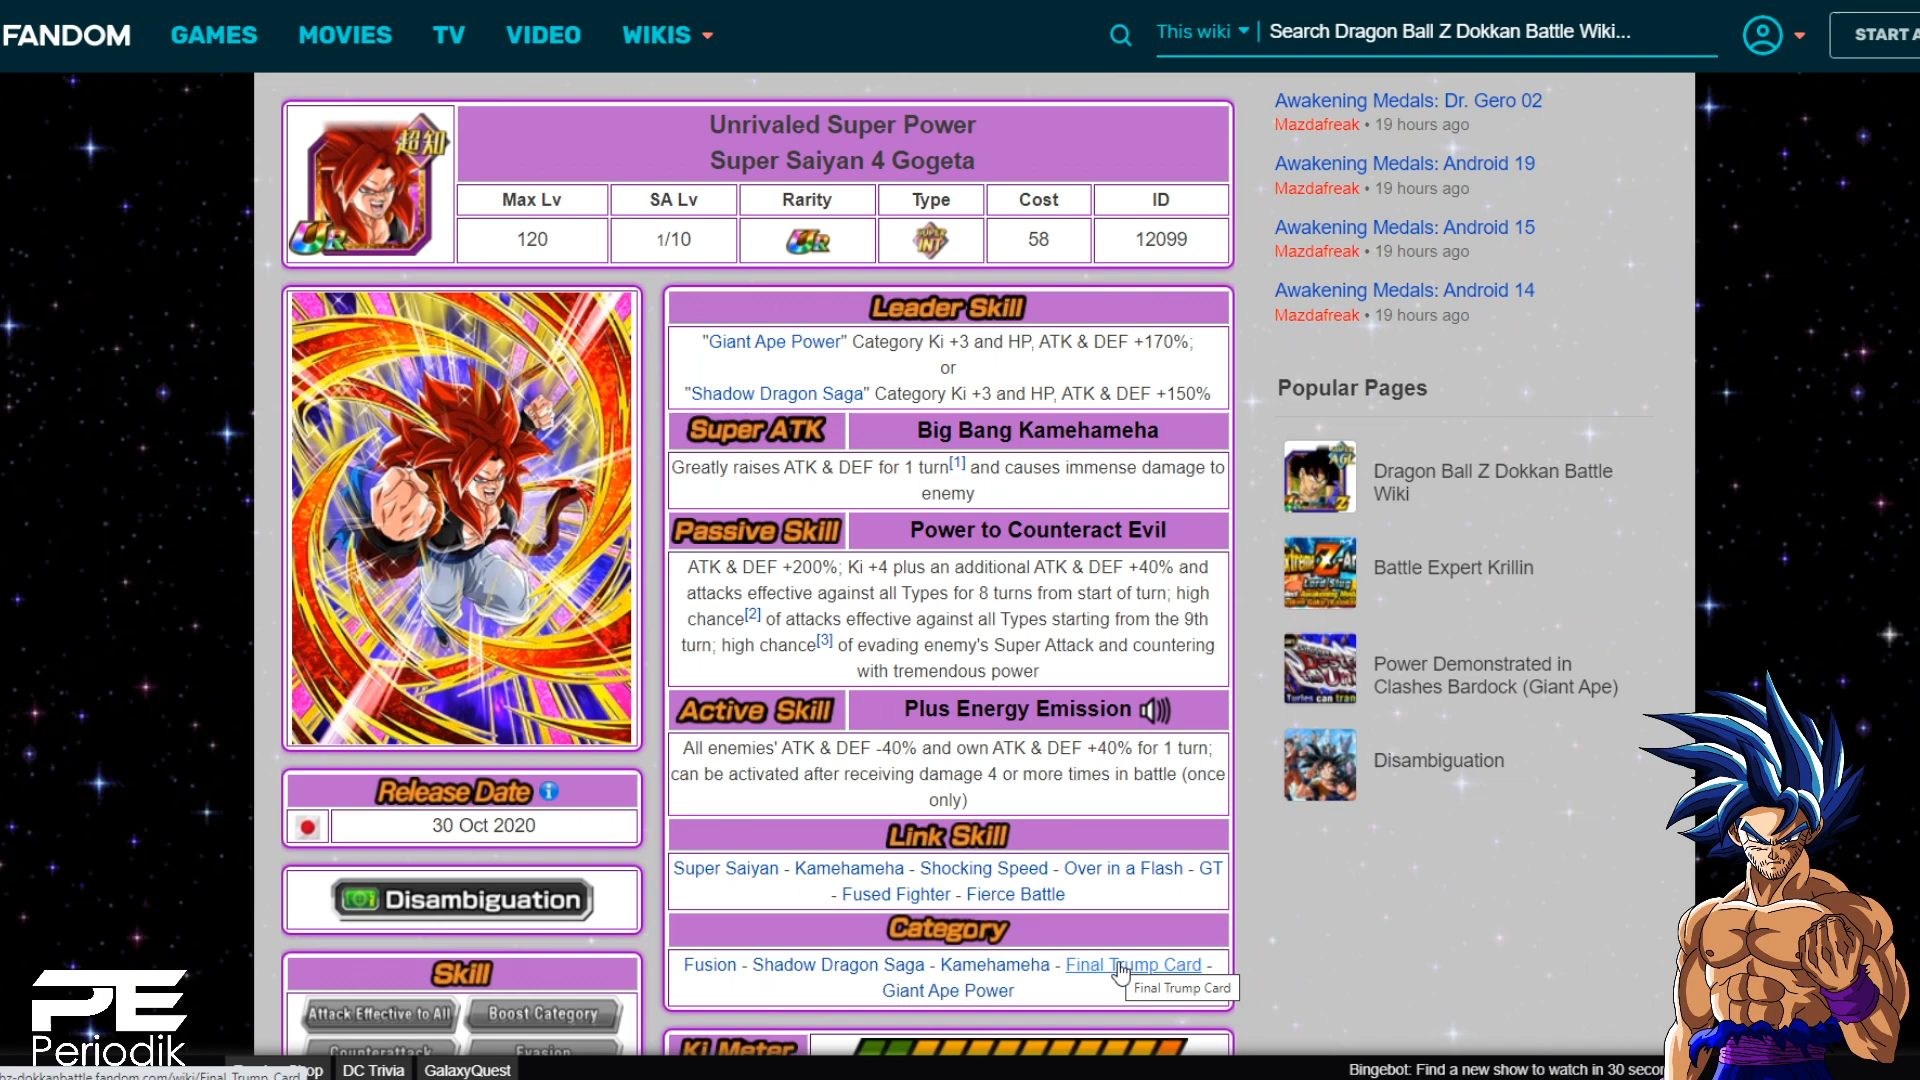 FANDOM GAMES MOVIES TV VIDEO WIKIS This wiki Search Dragon Ball Z Dokkan Battle Wiki... START A
Unrivaled Super Power
Super Saiyan 4 Gogeta
超知
UR
Max Lv SA Lv Rarity Type Cost ID
120 1/10 UR SUPER INT 58 12099
Leader Skill
"Giant Ape Power" Category Ki +3 and HP, ATK & DEF +170%;
or
"Shadow Dragon Saga" Category Ki +3 and HP, ATK & DEF +150%
Super ATK Big Bang Kamehameha
Greatly raises ATK & DEF for 1 turn[1] and causes immense damage to
enemy
Passive Skill Power to Counteract Evil
ATK & DEF +200%; Ki +4 plus an additional ATK & DEF +40% and
attacks effective against all Types for 8 turns from start of turn; high
chance[2] of attacks effective against all Types starting from the 9th
turn; high chance[3] of evading enemy's Super Attack and countering
with tremendous power
Active Skill Plus Energy Emission
All enemies' ATK & DEF -40% and own ATK & DEF +40% for 1 turn;
can be activated after receiving damage 4 or more times in battle (once
only)
Link Skill
Super Saiyan - Kamehameha - Shocking Speed - Over in a Flash - GT
- Fused Fighter - Fierce Battle
Category
Fusion - Shadow Dragon Saga - Kamehameha - Final Trump Card -
Giant Ape Power
Final Trump Card
Ki Meter
Release Date
30 Oct 2020
Disambiguation
Skill
Attack Effective to All Boost Category
Counterattack Evasion
Awakening Medals: Dr. Gero 02
Mazdafreak • 19 hours ago
Awakening Medals: Android 19
Mazdafreak • 19 hours ago
Awakening Medals: Android 15
Mazdafreak • 19 hours ago
Awakening Medals: Android 14
Mazdafreak • 19 hours ago
Popular Pages
Dragon Ball Z Dokkan Battle
Wiki
Battle Expert Krillin
Power Demonstrated in
Clashes Bardock (Giant Ape)
Disambiguation
PE
Periodik
DC Trivia GalaxyQuest
Bingebot: Find a new show to watch in 30 secon